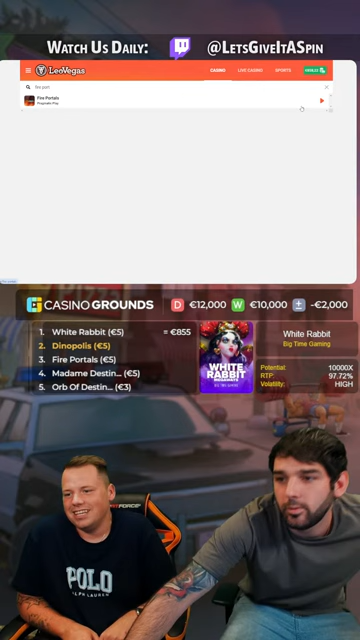 WATCH US DAILY: @LETSGIVEITASPIN
LeoVegas CASINO LIVE CASINO SPORTS
fire port
Fire Portals
Pragmatic Play
CASINO GROUNDS D €12,000 W €10,000 ± -€2,000
1. White Rabbit (€5) = €855
2. Dinopolis (€5)
3. Fire Portals (€5)
4. Madame Destin... (€5)
5. Orb Of Destin... (€3)
WHITE
RABBIT
MEGAWAYS
White Rabbit
Big Time Gaming
Potential: 10000X
RTP: 97.72%
Volatility: HIGH
POLO
RALPH LAUREN